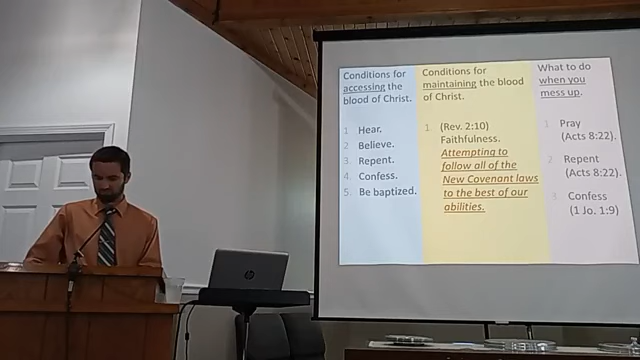 Conditions for
accessing the
blood of Christ.
1 Hear.
2 Believe.
3. Repent.
4. Confess.
5. Be baptized.
Conditions for
maintaining the blood
of Christ.
1. (Rev. 2:10)
Faithfulness.
Attempting to
follow all of the
New Covenant laws
to the best of our
abilities.
What to do
when you
mess up.
1 Pray
(Acts 8:22).
2 Repent
(Acts 8:22).
3 Confess
(1 Jo. 1:9)
hp